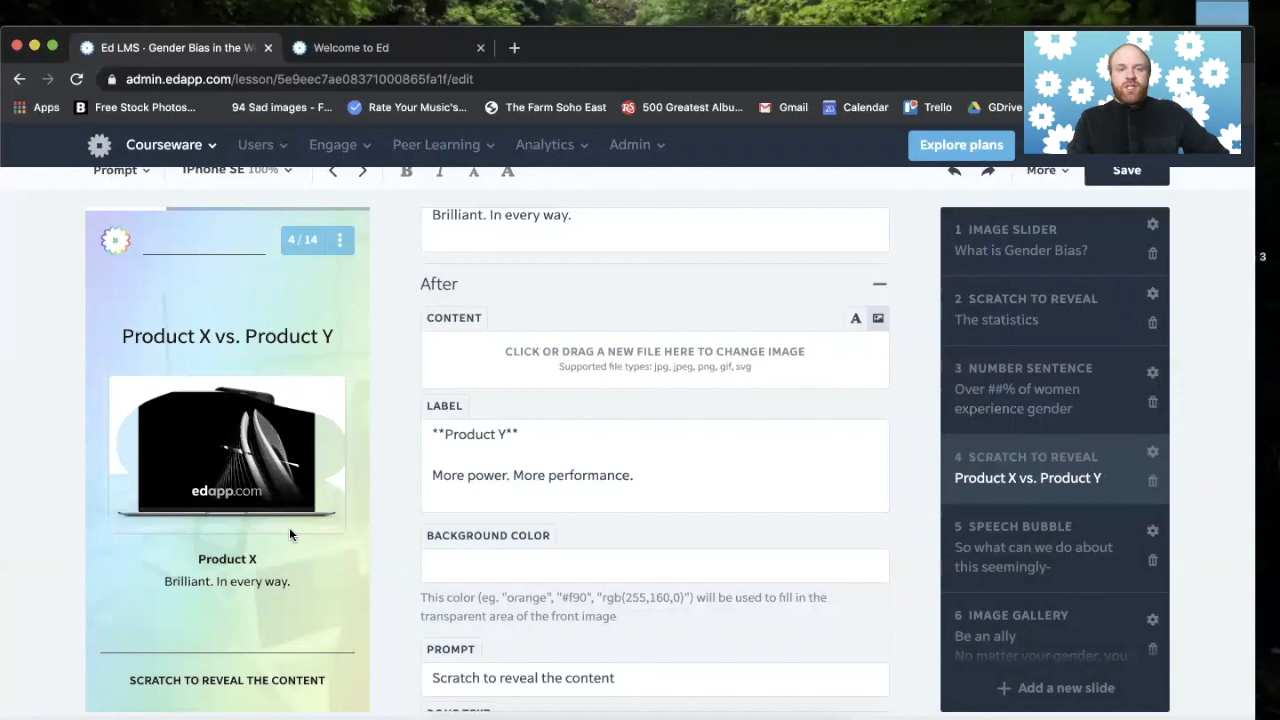 Ed LMS · Gender Bias in the W
Welcome to Ed
admin.edapp.com/lesson/5e9eec7ae08371000
/edit
Apps
Free Stock Photos...
94 Sad images - F...
The Farm Soho East
500 Greatest Album...
Gmail
Calendar
Trello
GDrive
Courseware
Users
Engage
Peer Learning
Analytics
Admin
Explore plans
Prompt
iPhone SE 100%
B
I
A
A
More
Save
4/14
Product X vs. Product Y
edapp.com
Product X
Brilliant. In every way.
SCRATCH TO REVEAL THE CONTENT
Brilliant. In every way.
After
CONTENT
A
CLICK OR DRAG A NEW FILE HERE TO CHANGE IMAGE
Supported file types: jpg, jpeg, png, gif, svg
LABEL
**Product Y**
More power. More performance.
BACKGROUND COLOR
This color (eg. "orange", "#f90", "rgb(255,160,0)") will be used to fill in the
transparent area of the front image
PROMPT
Scratch to reveal the content
1 IMAGE SLIDER
What is Gender Bias?
2 SCRATCH TO REVEAL
The statistics
3 NUMBER SENTENCE
Over ##% of women
experience gender
4 SCRATCH TO REVEAL
Product X vs. Product Y
5 SPEECH BUBBLE
So what can we do about
this seemingly-
6 IMAGE GALLERY
Be an ally
No matter your gender, you
+ Add a new slide
3